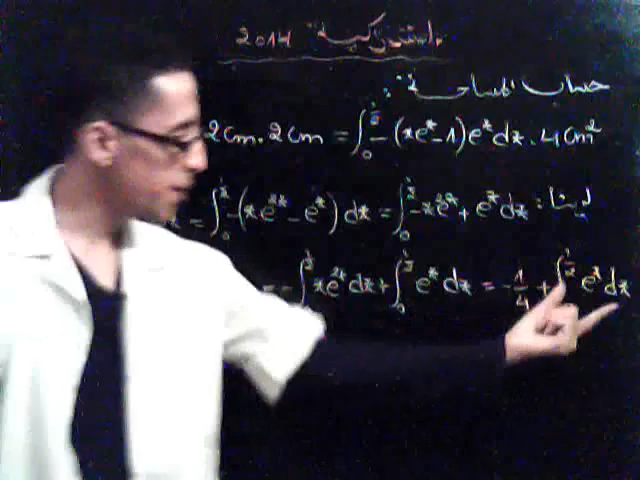 استدراكية 2014
حساب المساحة :
2cm.2cm = ∫₀^{1/2} -(xe^x-1)e^x dx . 4cm²
لدينا : = ∫₀^{1/2} -(xe^{2x} - e^x) dx = ∫₀^{1/2} -xe^{2x} + e^x dx
= - ∫₀^{1/2} xe^{2x} dx + ∫₀^{1/2} e^x dx = -1/4 + ∫^{1/2} e^x dx